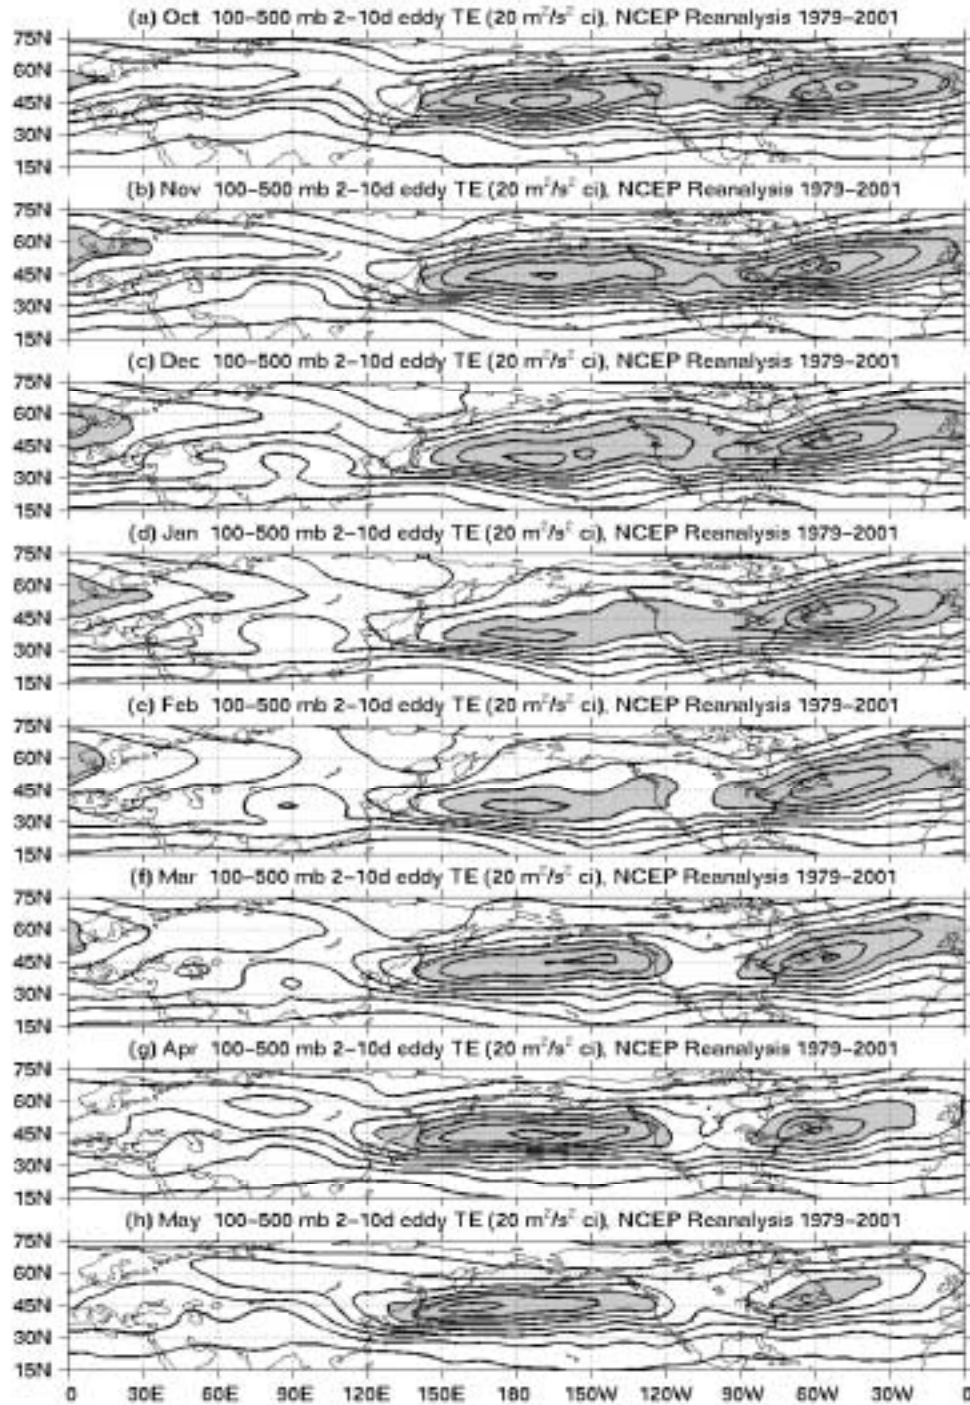 (a) Oct 100-500 mb 2-10d eddy TE (20 m²/s² ci), NCEP Reanalysis 1979-2001
75N
60N
45N
30N
15N
(b) Nov 100-500 mb 2-10d eddy TE (20 m²/s² ci), NCEP Reanalysis 1979-2001
75N
60N
45N
30N
15N
(c) Dec 100-500 mb 2-10d eddy TE (20 m²/s² ci), NCEP Reanalysis 1979-2001
75N
60N
45N
30N
15N
(d) Jan 100-500 mb 2-10d eddy TE (20 m²/s² ci), NCEP Reanalysis 1979-2001
75N
60N
45N
30N
15N
(e) Feb 100-500 mb 2-10d eddy TE (20 m²/s² ci), NCEP Reanalysis 1979-2001
75N
60N
45N
30N
15N
(f) Mar 100-500 mb 2-10d eddy TE (20 m²/s² ci), NCEP Reanalysis 1979-2001
75N
60N
45N
30N
15N
(g) Apr 100-500 mb 2-10d eddy TE (20 m²/s² ci), NCEP Reanalysis 1979-2001
75N
60N
45N
30N
15N
(h) May 100-500 mb 2-10d eddy TE (20 m²/s² ci), NCEP Reanalysis 1979-2001
75N
60N
45N
30N
15N
0 30E 60E 90E 120E 150E 180 150W 120W 90W 60W 30W 0